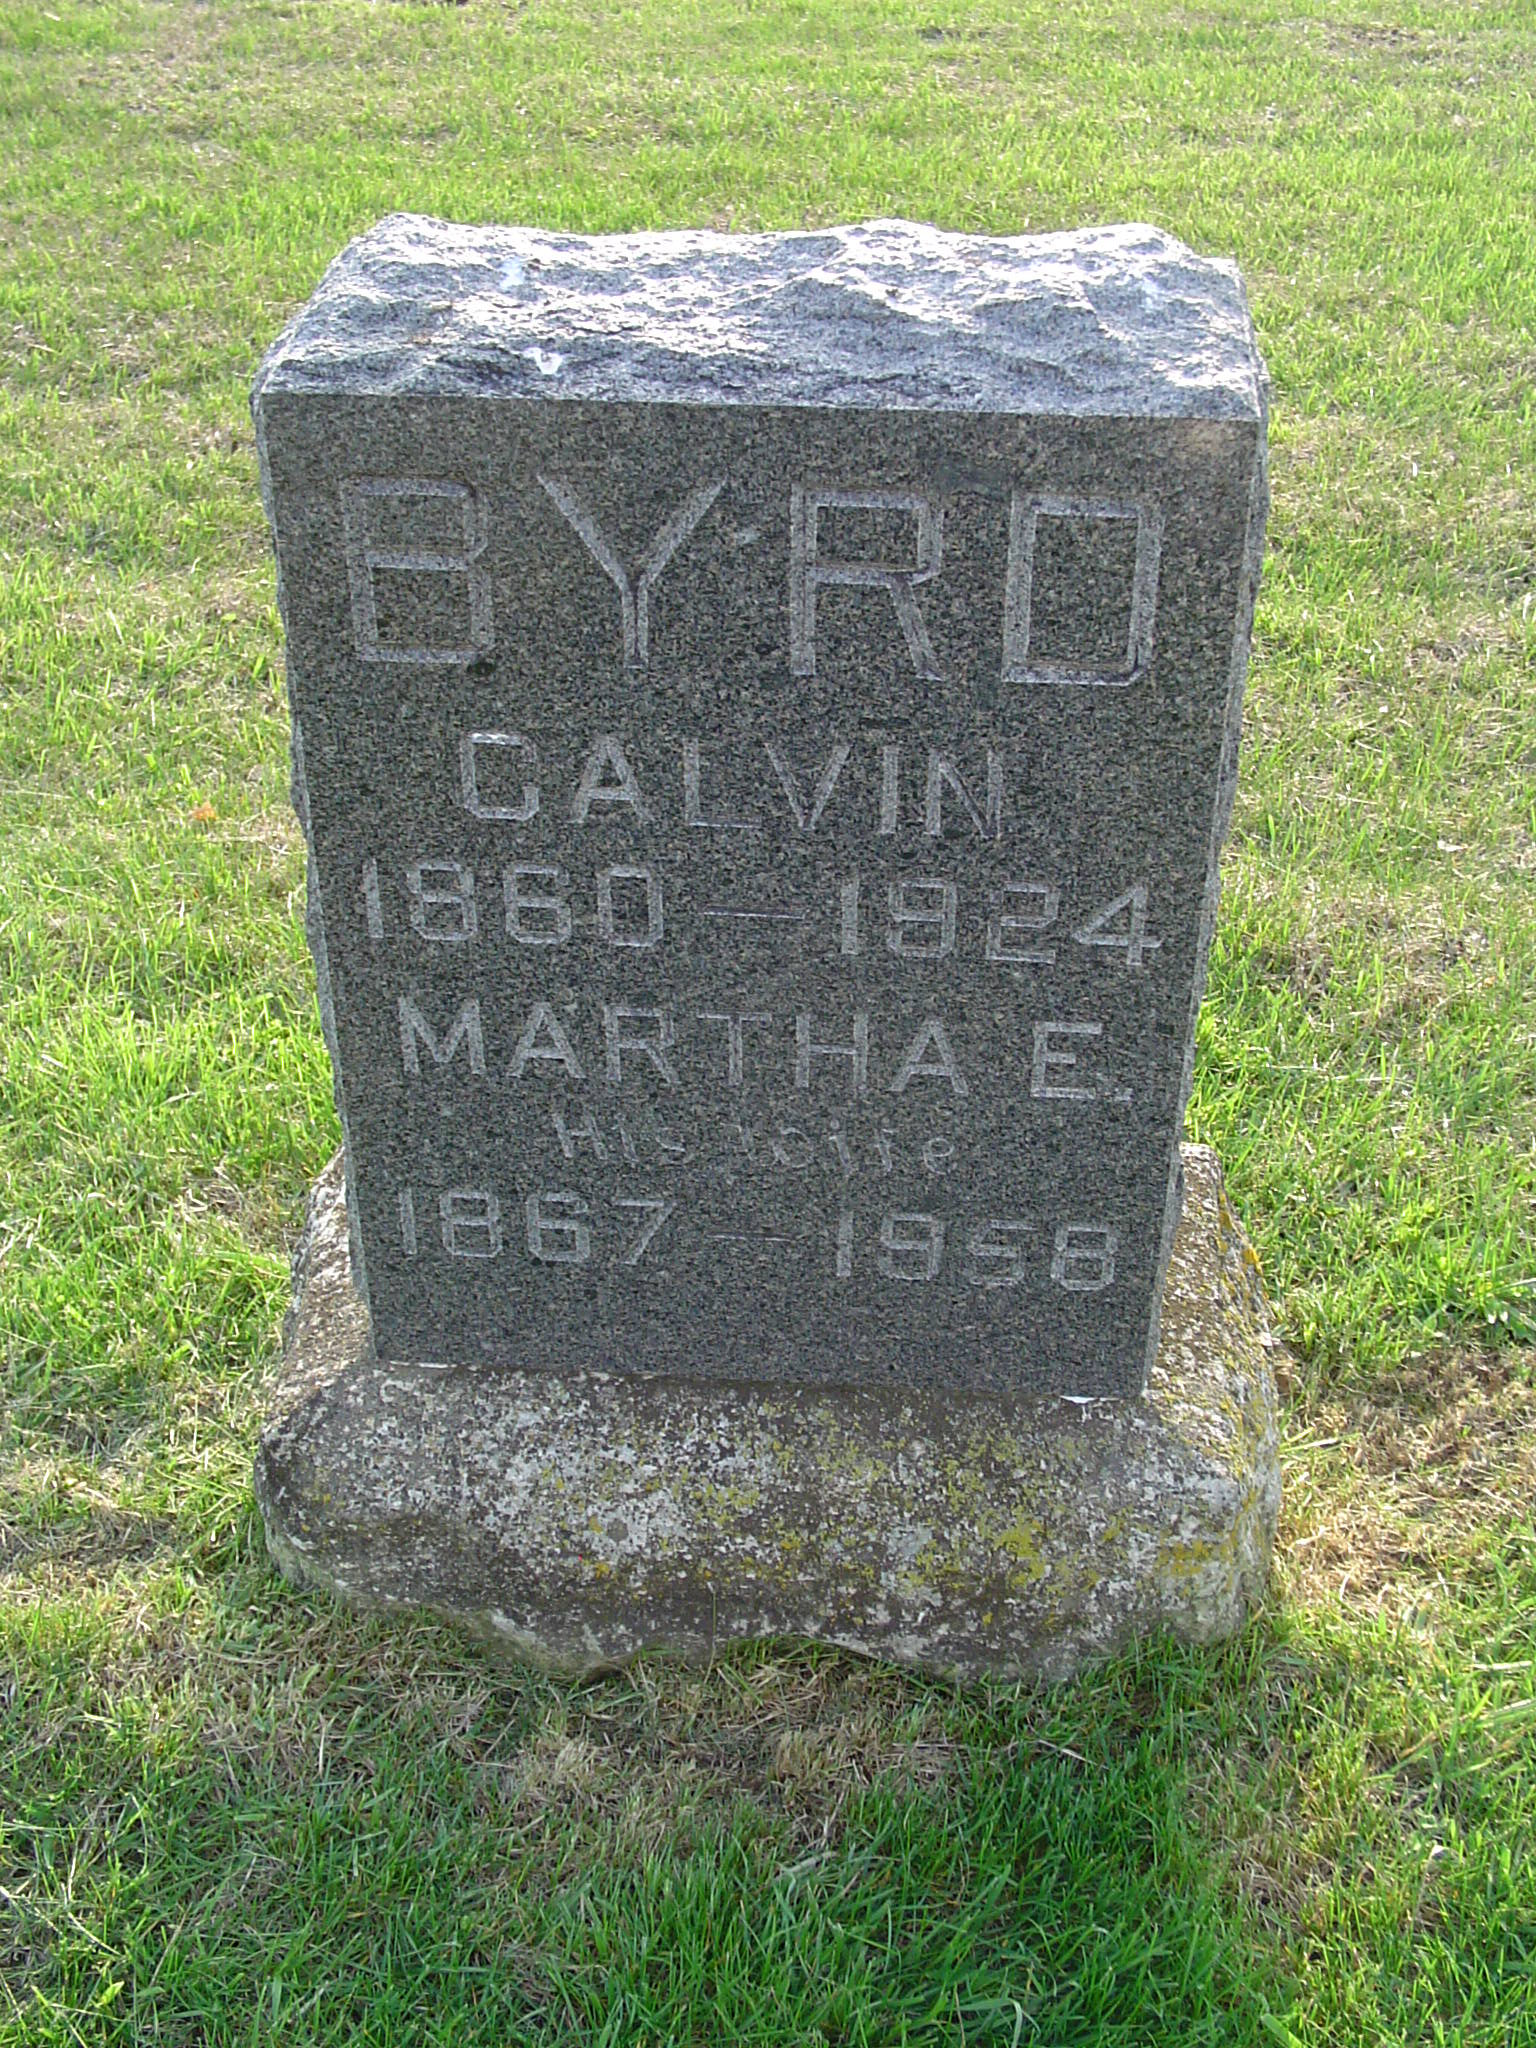 BYRD
CALVIN
1860 — 1924
MARTHA E.
His Wife
1867 — 1958